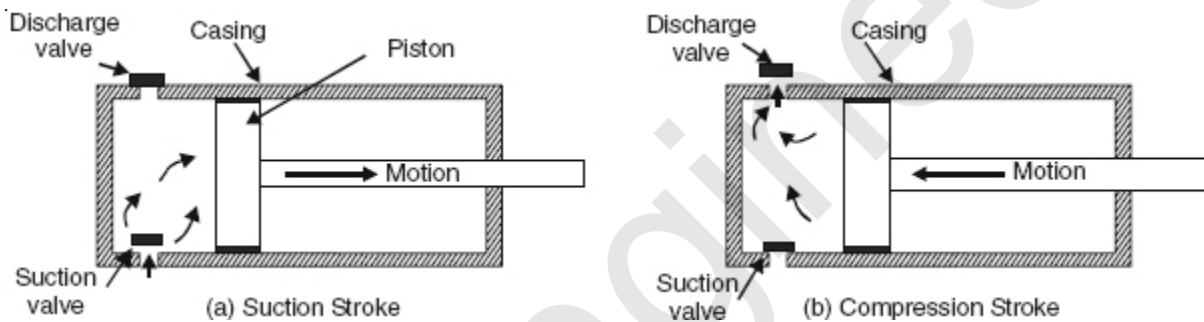 Discharge
valve
Casing
Piston
Motion
Suction
valve
(a) Suction Stroke
Discharge
valve
Casing
Motion
Suction
valve
(b) Compression Stroke